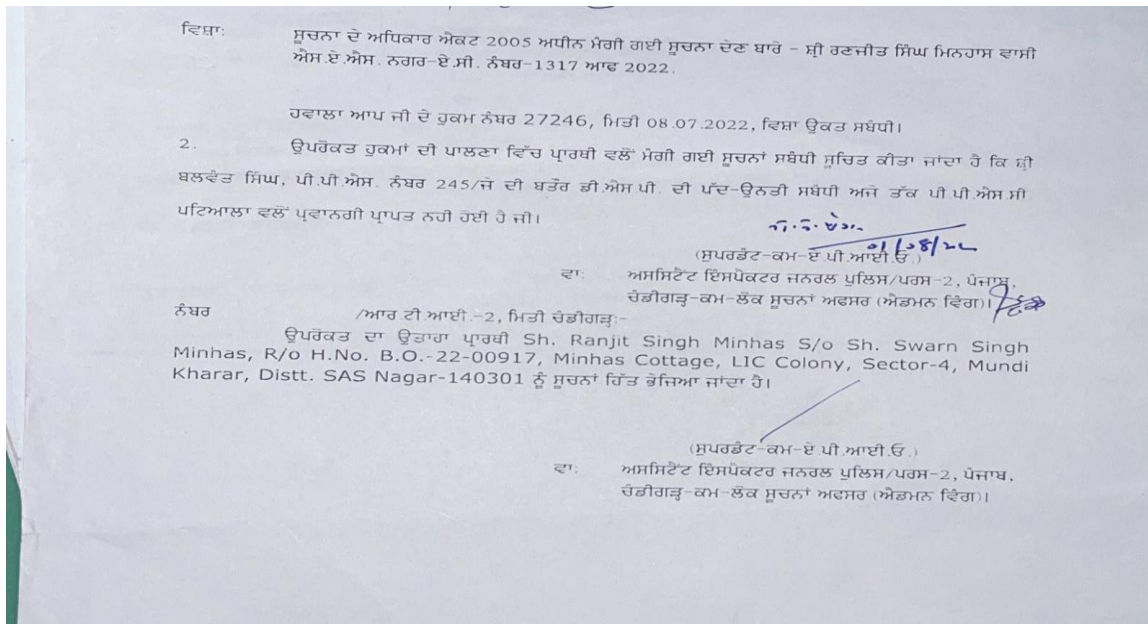 ਵਿਸ਼ਾ: ਸੂਚਨਾ ਦੇ ਅਧਿਕਾਰ ਐਕਟ 2005 ਅਧੀਨ ਮੰਗੀ ਗਈ ਸੂਚਨਾ ਦੇਣ ਬਾਰੇ - ਸ਼੍ਰੀ ਰਣਜੀਤ ਸਿੰਘ ਮਿਨਹਾਸ ਵਾਸੀ
ਐਸ.ਏ.ਐਸ. ਨਗਰ-ਏ.ਸੀ. ਨੰਬਰ-1317 ਆਫ 2022.
ਹਵਾਲਾ ਆਪ ਜੀ ਦੇ ਹੁਕਮ ਨੰਬਰ 27246, ਮਿਤੀ 08.07.2022, ਵਿਸ਼ਾ ਉਕਤ ਸਬੰਧੀ।
2. ਉਪਰੋਕਤ ਹੁਕਮਾਂ ਦੀ ਪਾਲਣਾ ਵਿੱਚ ਪ੍ਰਾਰਥੀ ਵਲੋਂ ਮੰਗੀ ਗਈ ਸੂਚਨਾਂ ਸਬੰਧੀ ਸੂਚਿਤ ਕੀਤਾ ਜਾਂਦਾ ਹੈ ਕਿ ਸ਼੍ਰੀ
ਬਲਵੰਤ ਸਿੰਘ, ਪੀ.ਪੀ.ਐਸ. ਨੰਬਰ 245/ਜੇ ਦੀ ਬਤੌਰ ਡੀ.ਐਸ.ਪੀ. ਦੀ ਪੱਦ-ਉਨਤੀ ਸਬੰਧੀ ਅਜੇ ਤੱਕ ਪੀ.ਪੀ.ਐਸ.ਸੀ
ਪਟਿਆਲਾ ਵਲੋਂ ਪ੍ਰਵਾਨਗੀ ਪ੍ਰਾਪਤ ਨਹੀ ਹੋਈ ਹੈ ਜੀ।
01/08/22
(ਸੁਪਰਡੰਟ-ਕਮ-ਏ.ਪੀ.ਆਈ.ਓ.)
ਵਾ: ਅਸਸਿਟੈਂਟ ਇੰਸਪੈਕਟਰ ਜਨਰਲ ਪੁਲਿਸ/ਪਰਸ-2, ਪੰਜਾਬ,
ਚੰਡੀਗੜ੍ਹ-ਕਮ-ਲੋਕ ਸੂਚਨਾਂ ਅਫਸਰ (ਐਡਮਨ ਵਿੰਗ)।
ਨੰਬਰ /ਆਰ.ਟੀ.ਆਈ.-2, ਮਿਤੀ ਚੰਡੀਗੜ੍ਹ:-
ਉਪਰੋਕਤ ਦਾ ਉਤਾਰਾ ਪ੍ਰਾਰਥੀ Sh. Ranjit Singh Minhas S/o Sh. Swarn Singh
Minhas, R/o H.No. B.O.-22-00917, Minhas Cottage, LIC Colony, Sector-4, Mundi
Kharar, Distt. SAS Nagar-140301 ਨੂੰ ਸੂਚਨਾਂ ਹਿੱਤ ਭੇਜਿਆ ਜਾਂਦਾ ਹੈ।
(ਸੁਪਰਡੰਟ-ਕਮ-ਏ.ਪੀ.ਆਈ.ਓ.)
ਵਾ: ਅਸਸਿਟੈਂਟ ਇੰਸਪੈਕਟਰ ਜਨਰਲ ਪੁਲਿਸ/ਪਰਸ-2, ਪੰਜਾਬ,
ਚੰਡੀਗੜ੍ਹ-ਕਮ-ਲੋਕ ਸੂਚਨਾਂ ਅਫਸਰ (ਐਡਮਨ ਵਿੰਗ)।